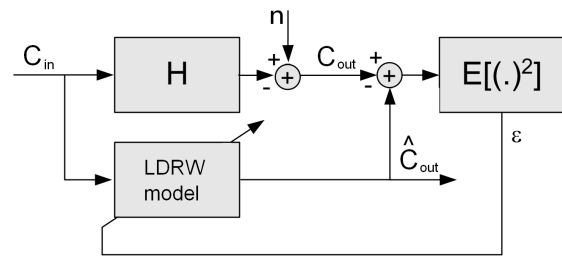 n
C_in
H
+
-
+
C_out
+
-
+
E[(.)²]
LDRW
model
Ĉ_out
ε